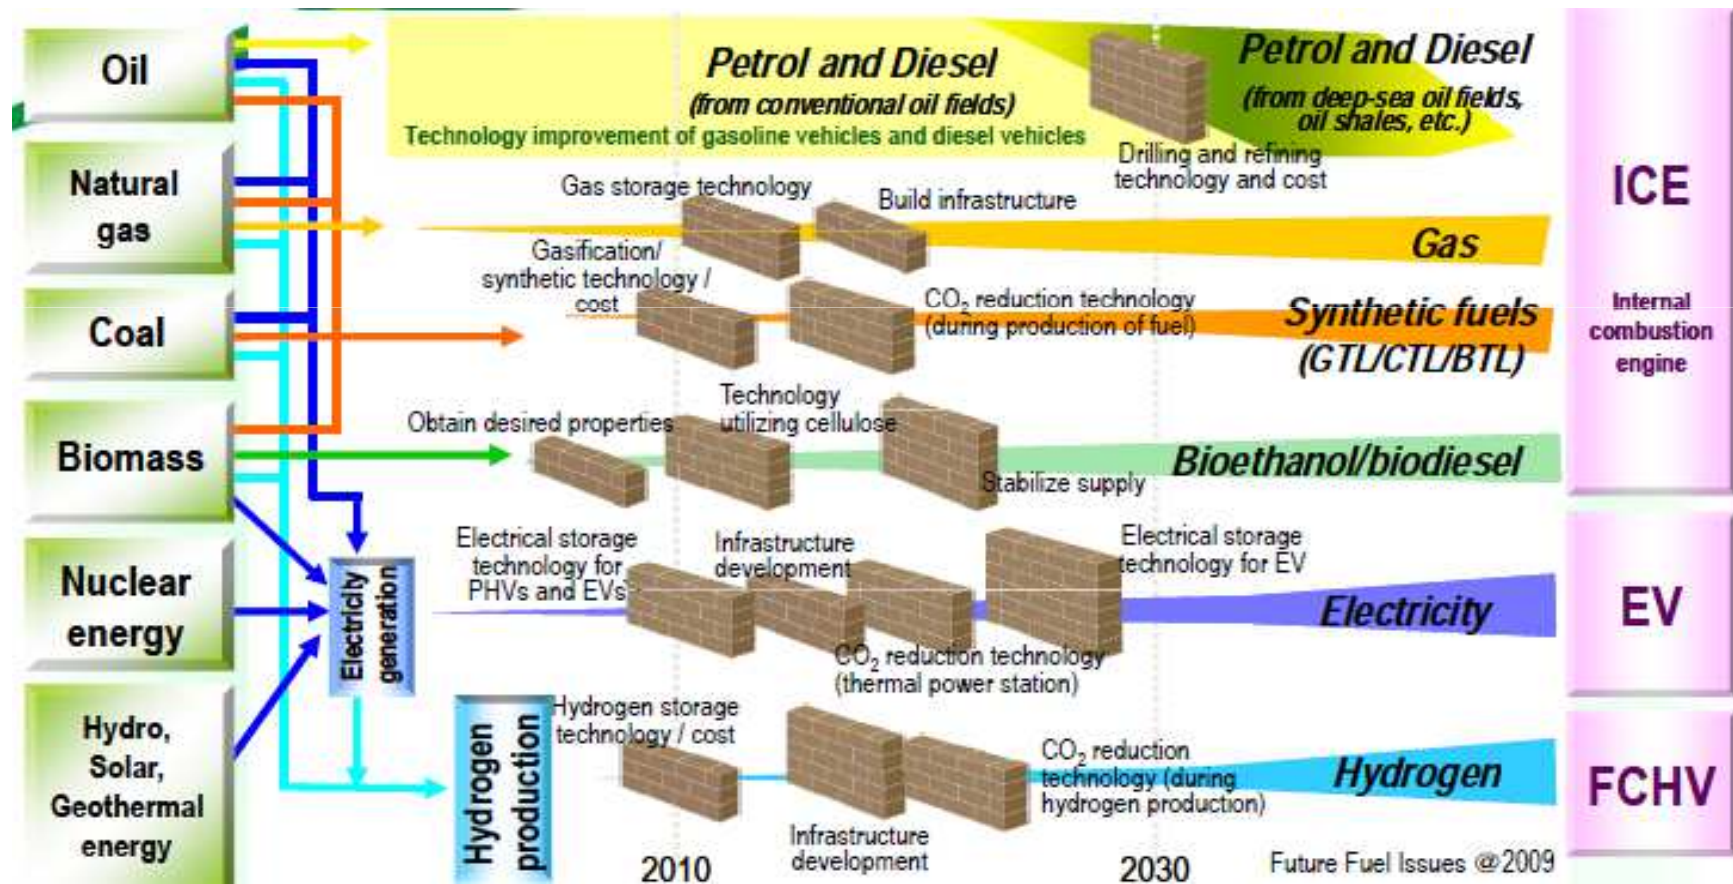 Oil
Natural
gas
Coal
Biomass
Nuclear
energy
Hydro,
Solar,
Geothermal
energy
Electricity
generation
Hydrogen
production
Petrol and Diesel
(from conventional oil fields)
Technology improvement of gasoline vehicles and diesel vehicles
Petrol and Diesel
(from deep-sea oil fields,
oil shales, etc.)
Drilling and refining
technology and cost
Gas storage technology
Build infrastructure
Gas
Gasification/
synthetic technology /
cost
CO₂ reduction technology
(during production of fuel)
Synthetic fuels
(GTL/CTL/BTL)
Obtain desired properties
Technology
utilizing cellulose
Stabilize supply
Bioethanol/biodiesel
Electrical storage
technology for
PHVs and EVs
Infrastructure
development
CO₂ reduction technology
(thermal power station)
Electrical storage
technology for EV
Electricity
Hydrogen storage
technology / cost
Infrastructure
development
CO₂ reduction
technology (during
hydrogen production)
Hydrogen
2010
2030
Future Fuel Issues @2009
ICE
Internal
combustion
engine
EV
FCHV